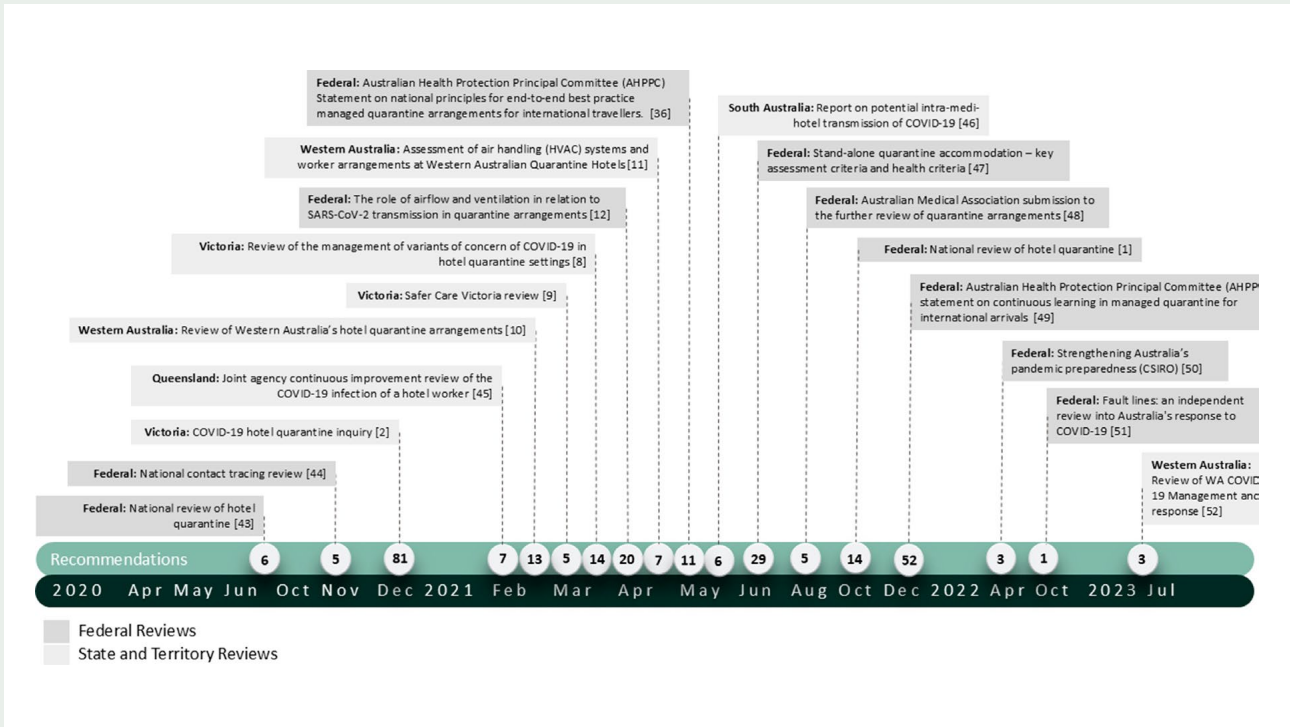 Federal: Australian Health Protection Principal Committee (AHPPC)
Statement on national principles for end-to-end best practice
managed quarantine arrangements for international travellers. [36]
Western Australia: Assessment of air handling (HVAC) systems and
worker arrangements at Western Australian Quarantine Hotels[11]
Federal: The role of airflow and ventilation in relation to
SARS-CoV-2 transmission in quarantine arrangements [12]
Victoria: Review of the management of variants of concern of COVID-19 in
hotel quarantine settings [8]
Victoria: Safer Care Victoria review [9]
Western Australia: Review of Western Australia's hotel quarantine arrangements [10]
Queensland: Joint agency continuous improvement review of the
COVID-19 infection of a hotel worker [45]
Victoria: COVID-19 hotel quarantine inquiry [2]
Federal: National contact tracing review [44]
Federal: National review of hotel
quarantine [43]
South Australia: Report on potential intra-medi-
hotel transmission of COVID-19 [46]
Federal: Stand-alone quarantine accommodation – key
assessment criteria and health criteria [47]
Federal: Australian Medical Association submission to
the further review of quarantine arrangements [48]
Federal: National review of hotel quarantine [1]
Federal: Australian Health Protection Principal Committee (AHPP
statement on continuous learning in managed quarantine for
international arrivals [49]
Federal: Strengthening Australia's
pandemic preparedness (CSIRO) [50]
Federal: Fault lines: an independent
review into Australia's response to
COVID-19 [51]
Western Australia:
Review of WA COVID
19 Management and
response [52]
Recommendations 6 5 81 7 13 5 14 20 7 11 6 29 5 14 52 3 1 3
2020 Apr May Jun Oct Nov Dec 2021 Feb Mar Apr May Jun Aug Oct Dec 2022 Apr Oct 2023 Jul
Federal Reviews
State and Territory Reviews